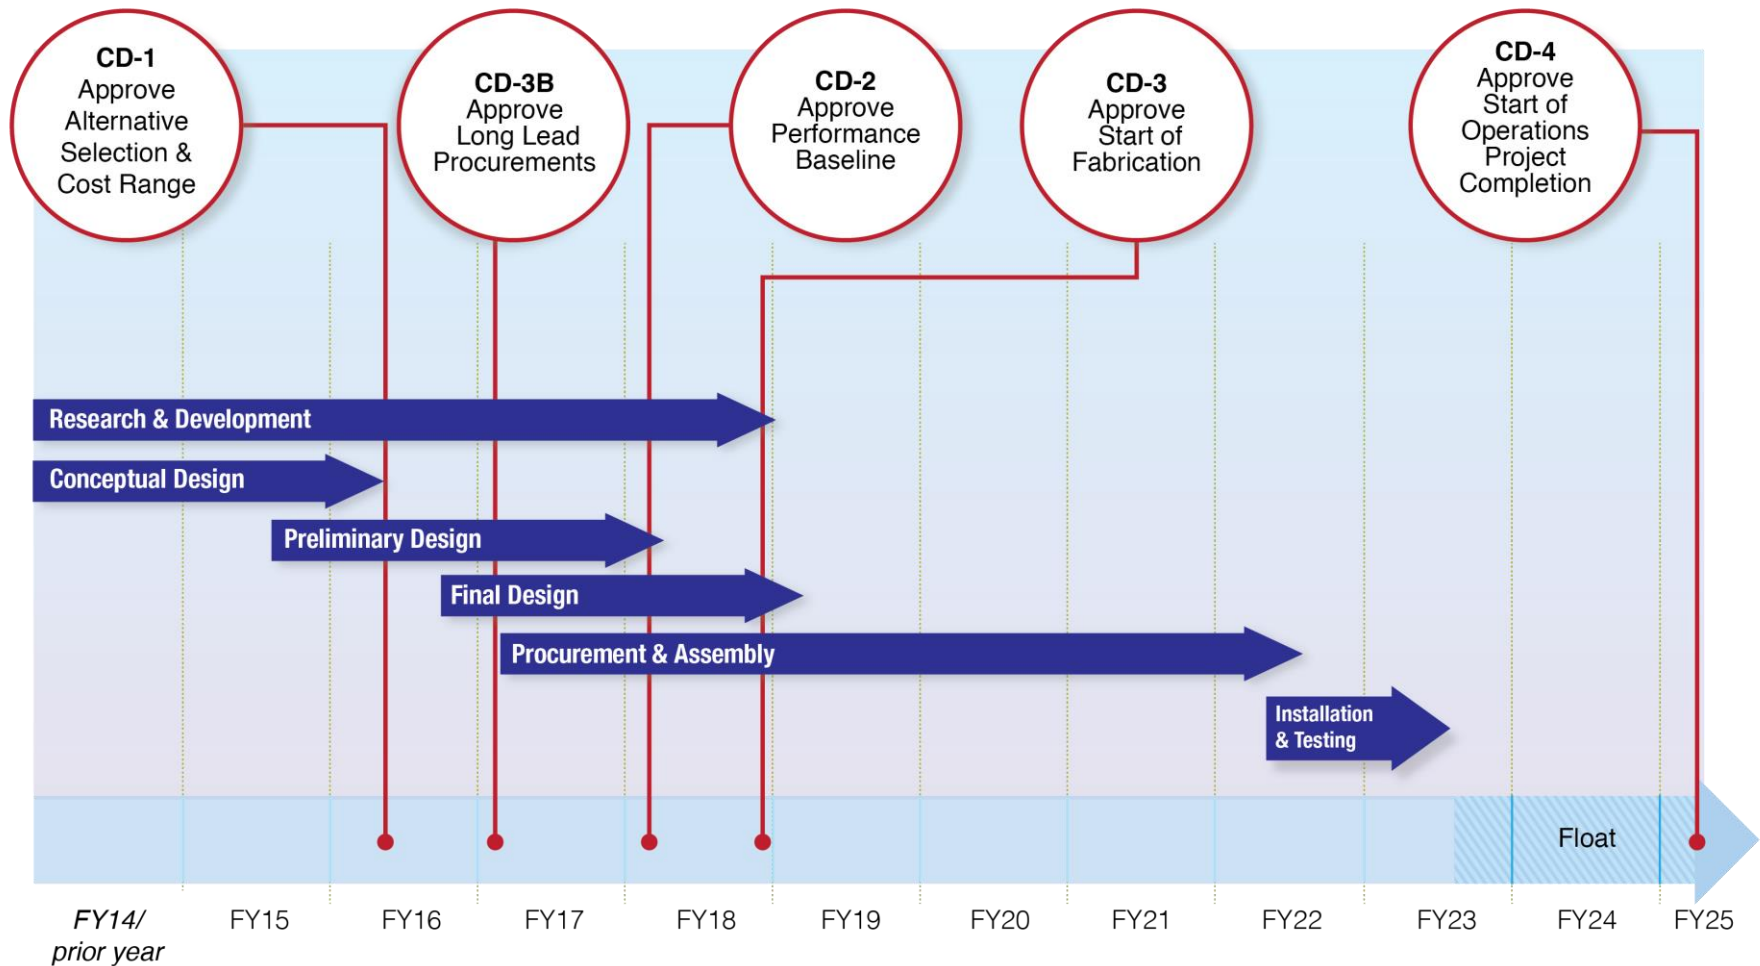 CD-1
Approve
Alternative
Selection &
Cost Range
CD-3B
Approve
Long Lead
Procurements
CD-2
Approve
Performance
Baseline
CD-3
Approve
Start of
Fabrication
CD-4
Approve
Start of
Operations
Project
Completion
Research & Development
Conceptual Design
Preliminary Design
Final Design
Procurement & Assembly
Installation
& Testing
Float
FY14/
prior year
FY15
FY16
FY17
FY18
FY19
FY20
FY21
FY22
FY23
FY24
FY25